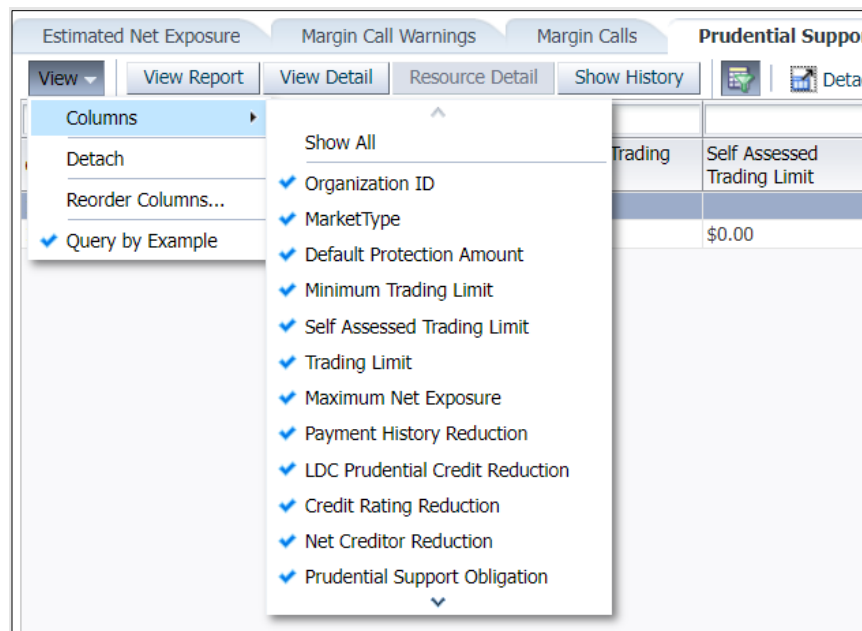 Estimated Net Exposure Margin Call Warnings Margin Calls Prudential Suppor
View View Report View Detail Resource Detail Show History Deta
Columns
Detach
Reorder Columns...
Query by Example
Show All
Organization ID
MarketType
Default Protection Amount
Minimum Trading Limit
Self Assessed Trading Limit
Trading Limit
Maximum Net Exposure
Payment History Reduction
LDC Prudential Credit Reduction
Credit Rating Reduction
Net Creditor Reduction
Prudential Support Obligation
Trading
Self Assessed
Trading Limit
$0.00